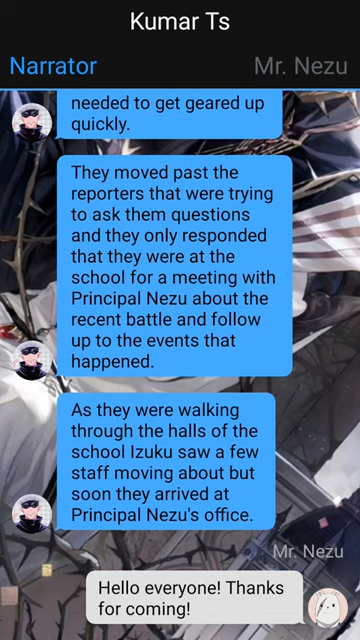 Kumar Ts
Narrator
Mr. Nezu
needed to get geared up
quickly.
They moved past the
reporters that were trying
to ask them questions
and they only responded
that they were at the
school for a meeting with
Principal Nezu about the
recent battle and follow
up to the events that
happened.
As they were walking
through the halls of the
school Izuku saw a few
staff moving about but
soon they arrived at
Principal Nezu's office.
Mr. Nezu
Hello everyone! Thanks
for coming!